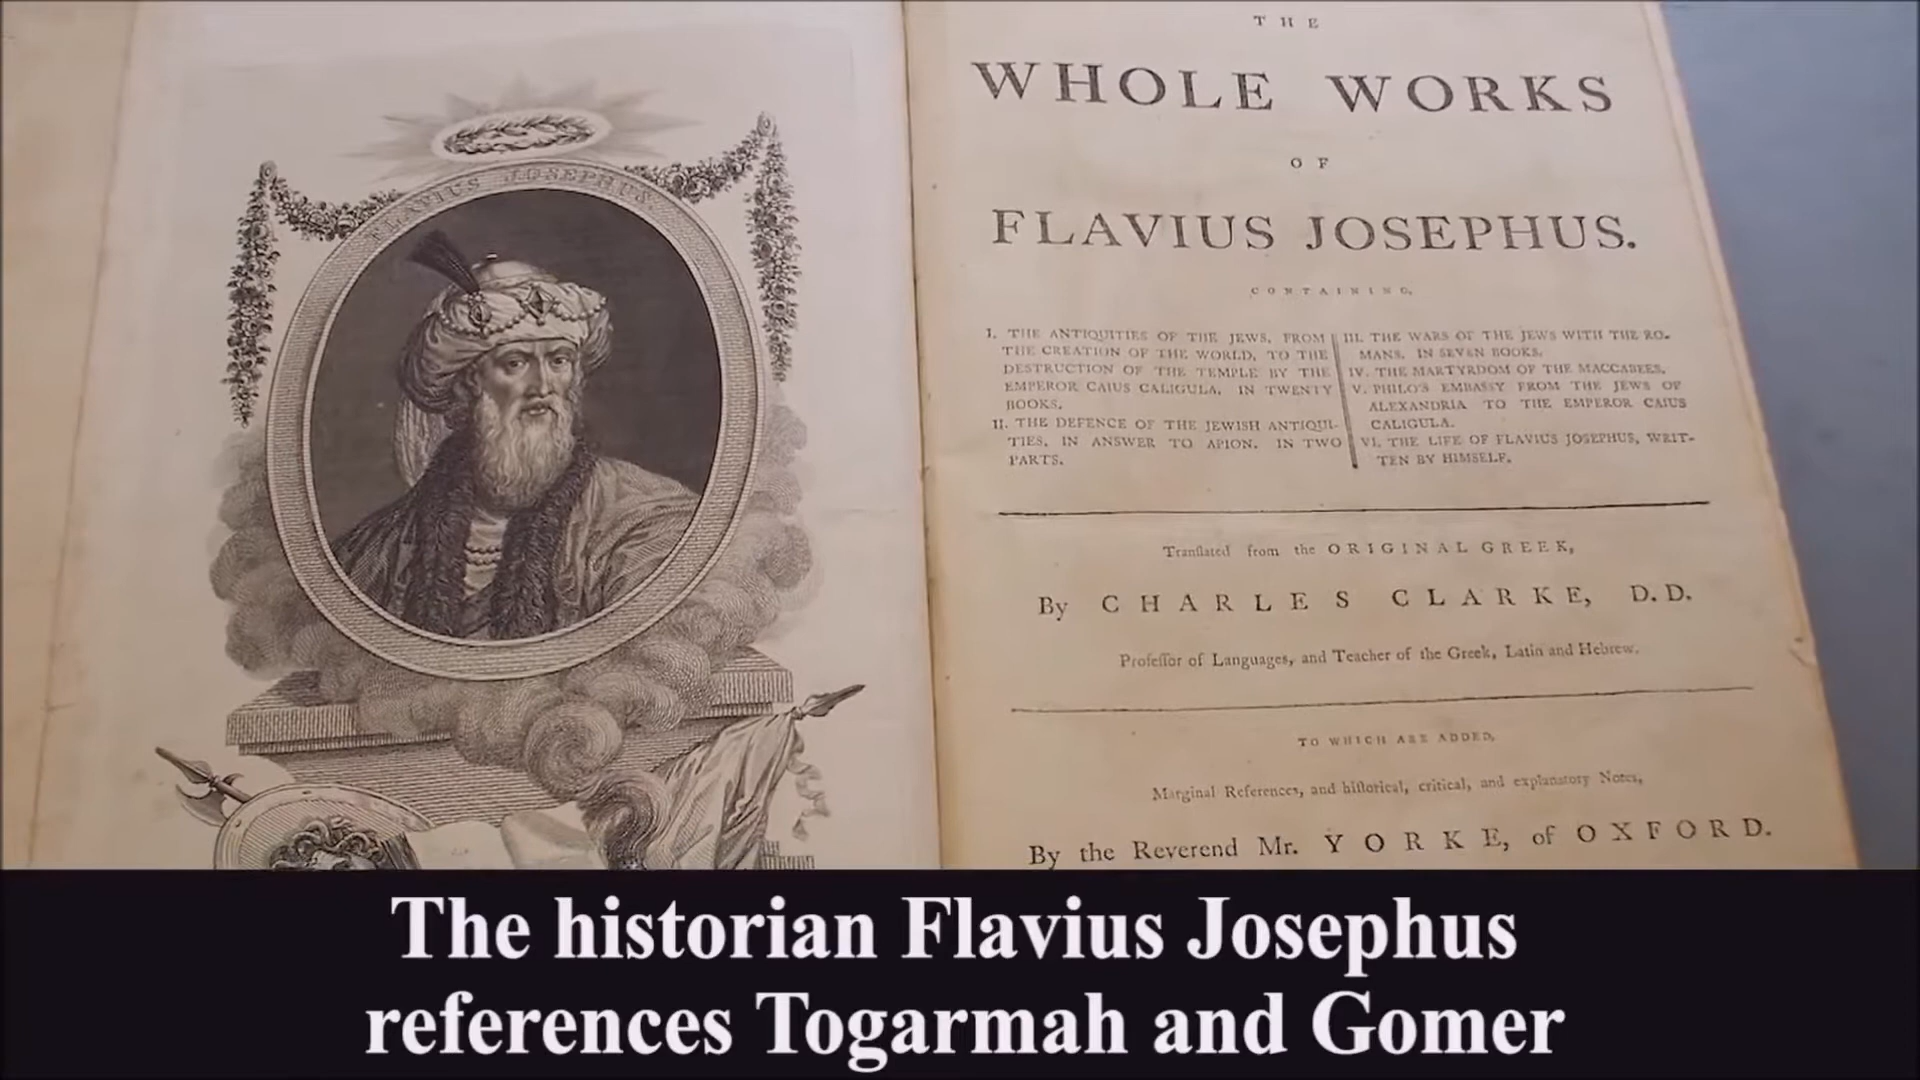 FLAVIUS JOSEPHUS
THE
WHOLE WORKS
OF
FLAVIUS JOSEPHUS.
CONTAINING,
I. THE ANTIQUITIES OF THE JEWS, FROM
THE CREATION OF THE WORLD, TO THE
DESTRUCTION OF THE TEMPLE BY THE
EMPEROR CAIUS CALIGULA, IN TWENTY
BOOKS.
II. THE DEFENCE OF THE JEWISH ANTIQUI-
TIES, IN ANSWER TO APION. IN TWO
PARTS.
III. THE WARS OF THE JEWS WITH THE RO-
MANS, IN SEVEN BOOKS.
IV. THE MARTYRDOM OF THE MACCABEES.
V. PHILO'S EMBASSY FROM THE JEWS OF
ALEXANDRIA TO THE EMPEROR CAIUS
CALIGULA.
VI. THE LIFE OF FLAVIUS JOSEPHUS, WRIT-
TEN BY HIMSELF.
Tranſlated from the ORIGINAL GREEK,
By CHARLES CLARKE, D.D.
Profeſſor of Languages, and Teacher of the Greek, Latin and Hebrew.
TO WHICH ARE ADDED,
Marginal References, and hiſtorical, critical, and explanatory Notes,
By the Reverend Mr. YORKE, of OXFORD.
The historian Flavius Josephus
references Togarmah and Gomer